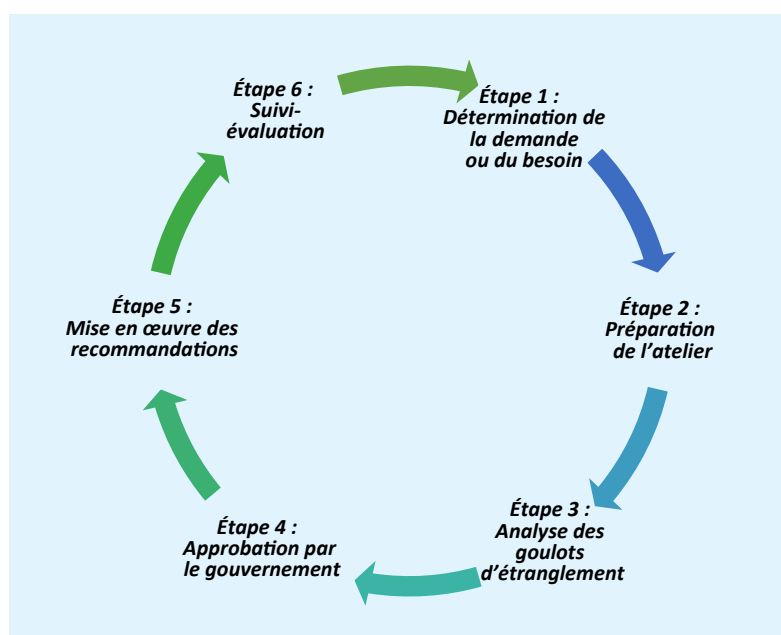 Étape 1 :
Détermination de
la demande
ou du besoin
Étape 2 :
Préparation
de l’atelier
Étape 3 :
Analyse des
goulots
d’étranglement
Étape 4 :
Approbation par
le gouvernement
Étape 5 :
Mise en œuvre des
recommandations
Étape 6 :
Suivi-
évaluation